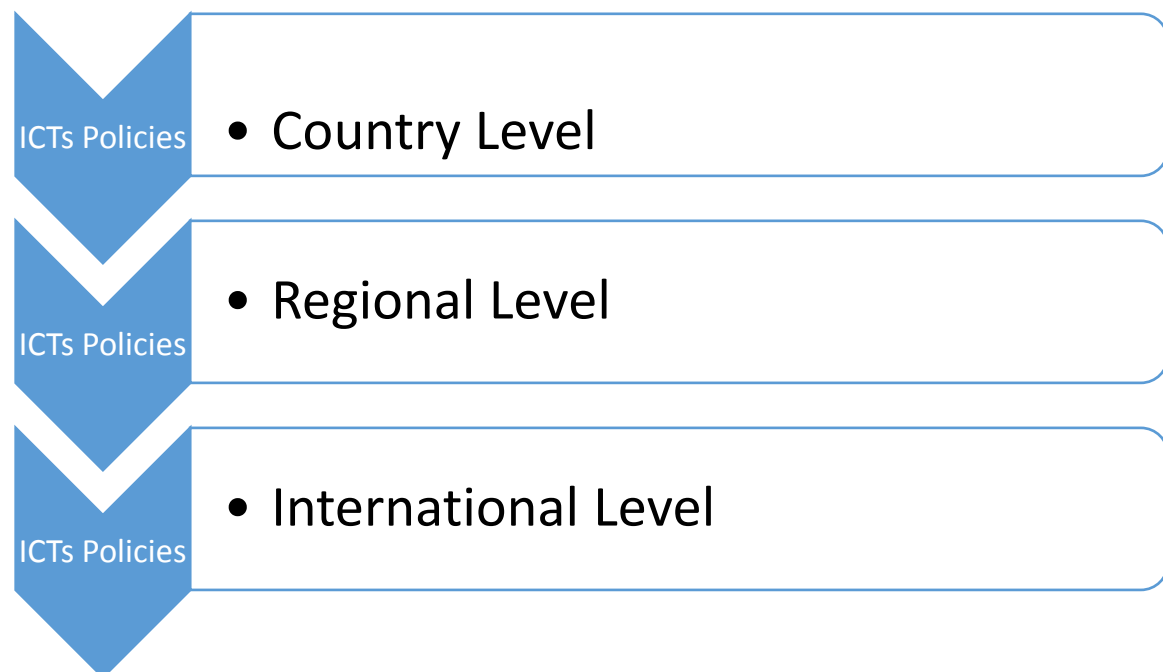 ICTs Policies
• Country Level
ICTs Policies
• Regional Level
ICTs Policies
• International Level